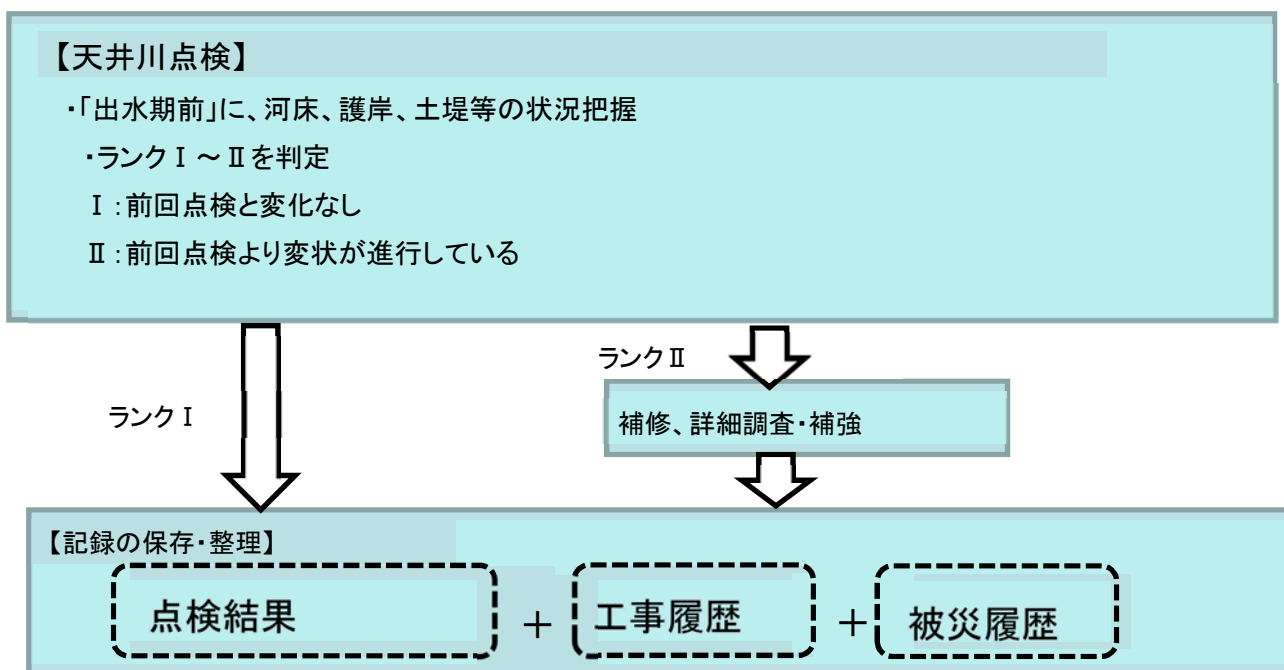 【天井川点検】
・「出水期前」に、河床、護岸、土堤等の状況把握
・ランクⅠ～Ⅱを判定
Ⅰ：前回点検と変化なし
Ⅱ：前回点検より変状が進行している
ランクⅡ
ランクⅠ
補修、詳細調査・補強
【記録の保存・整理】
点検結果 ＋ 工事履歴 ＋ 被災履歴